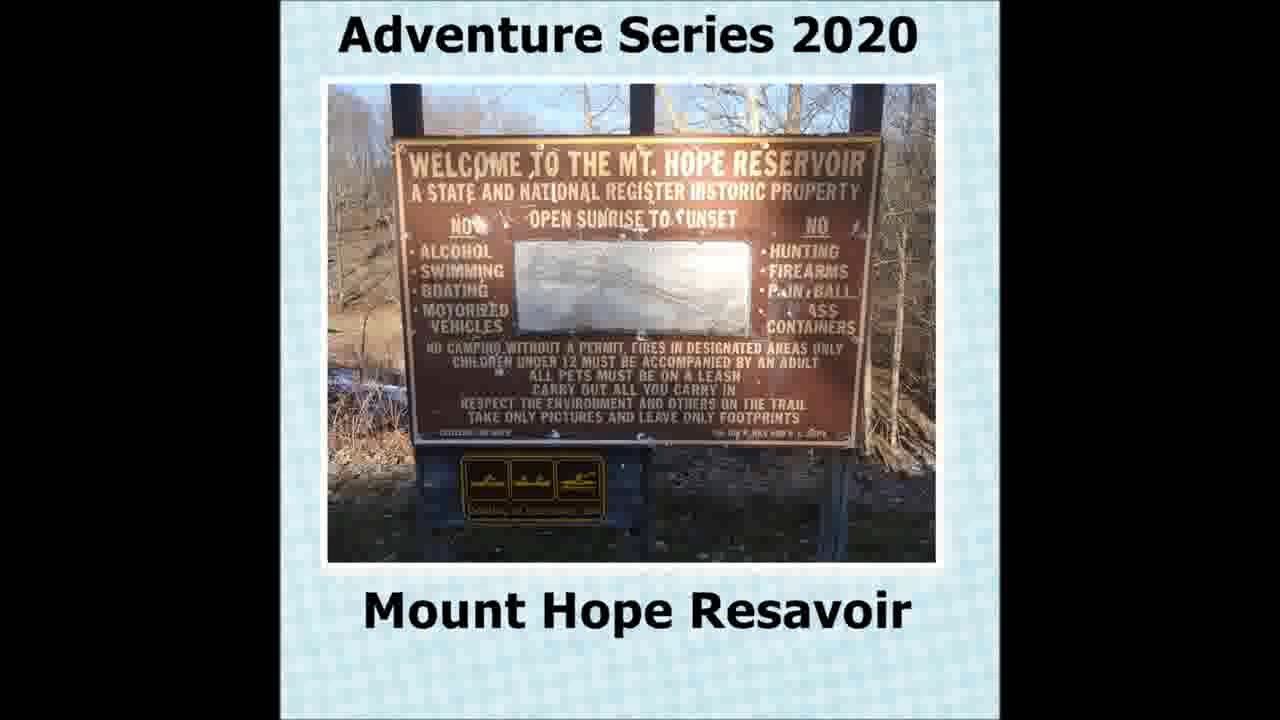 Adventure Series 2020
WELCOME TO THE MT. HOPE RESERVOIR
A STATE AND NATIONAL REGISTER HISTORIC PROPERTY
OPEN SUNRISE TO SUNSET
NO
• ALCOHOL
• SWIMMING
• BOATING
• MOTORIZED
VEHICLES
NO
• HUNTING
• FIREARMS
• PAINTBALL
• ASS
CONTAINERS
NO CAMPING WITHOUT A PERMIT, FIRES IN DESIGNATED AREAS ONLY
CHILDREN UNDER 12 MUST BE ACCOMPANIED BY AN ADULT
ALL PETS MUST BE ON A LEASH
CARRY OUT ALL YOU CARRY IN
RESPECT THE ENVIRONMENT AND OTHERS ON THE TRAIL
TAKE ONLY PICTURES AND LEAVE ONLY FOOTPRINTS
Mount Hope Resavoir